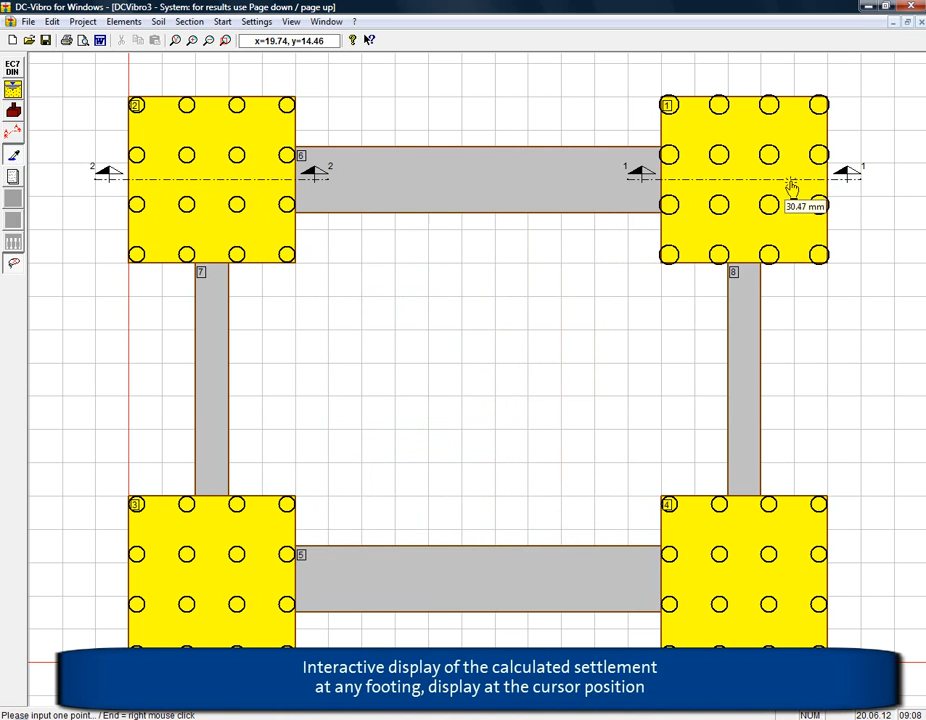 DC-Vibro for Windows - [DCVibro3 - System: for results use Page down / page up]
File Edit Project Elements Soil Section Start Settings View Window ?
x=19.74, y=14.46
EC7
DIN
2
1
6
2 2 1 1
30.47 mm
7 8
3 4
5
Interactive display of the calculated settlement
at any footing, display at the cursor position
Please input one point... / End = right mouse click NUM 20.06.12 09:08